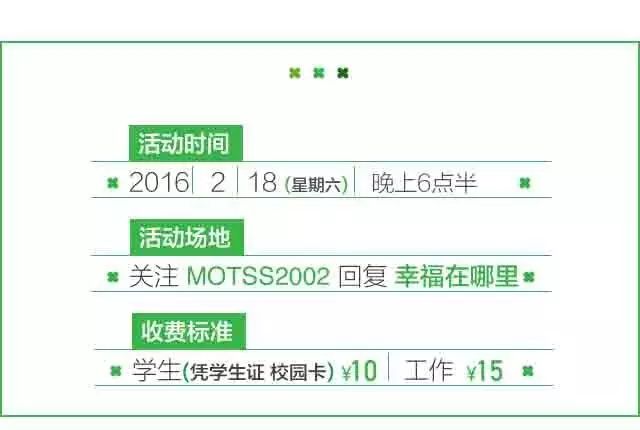 活动时间
2016 2 18 (星期六) 晚上6点半
活动场地
关注 MOTSS2002 回复 幸福在哪里
收费标准
学生(凭学生证 校园卡) ¥10 工作 ¥15